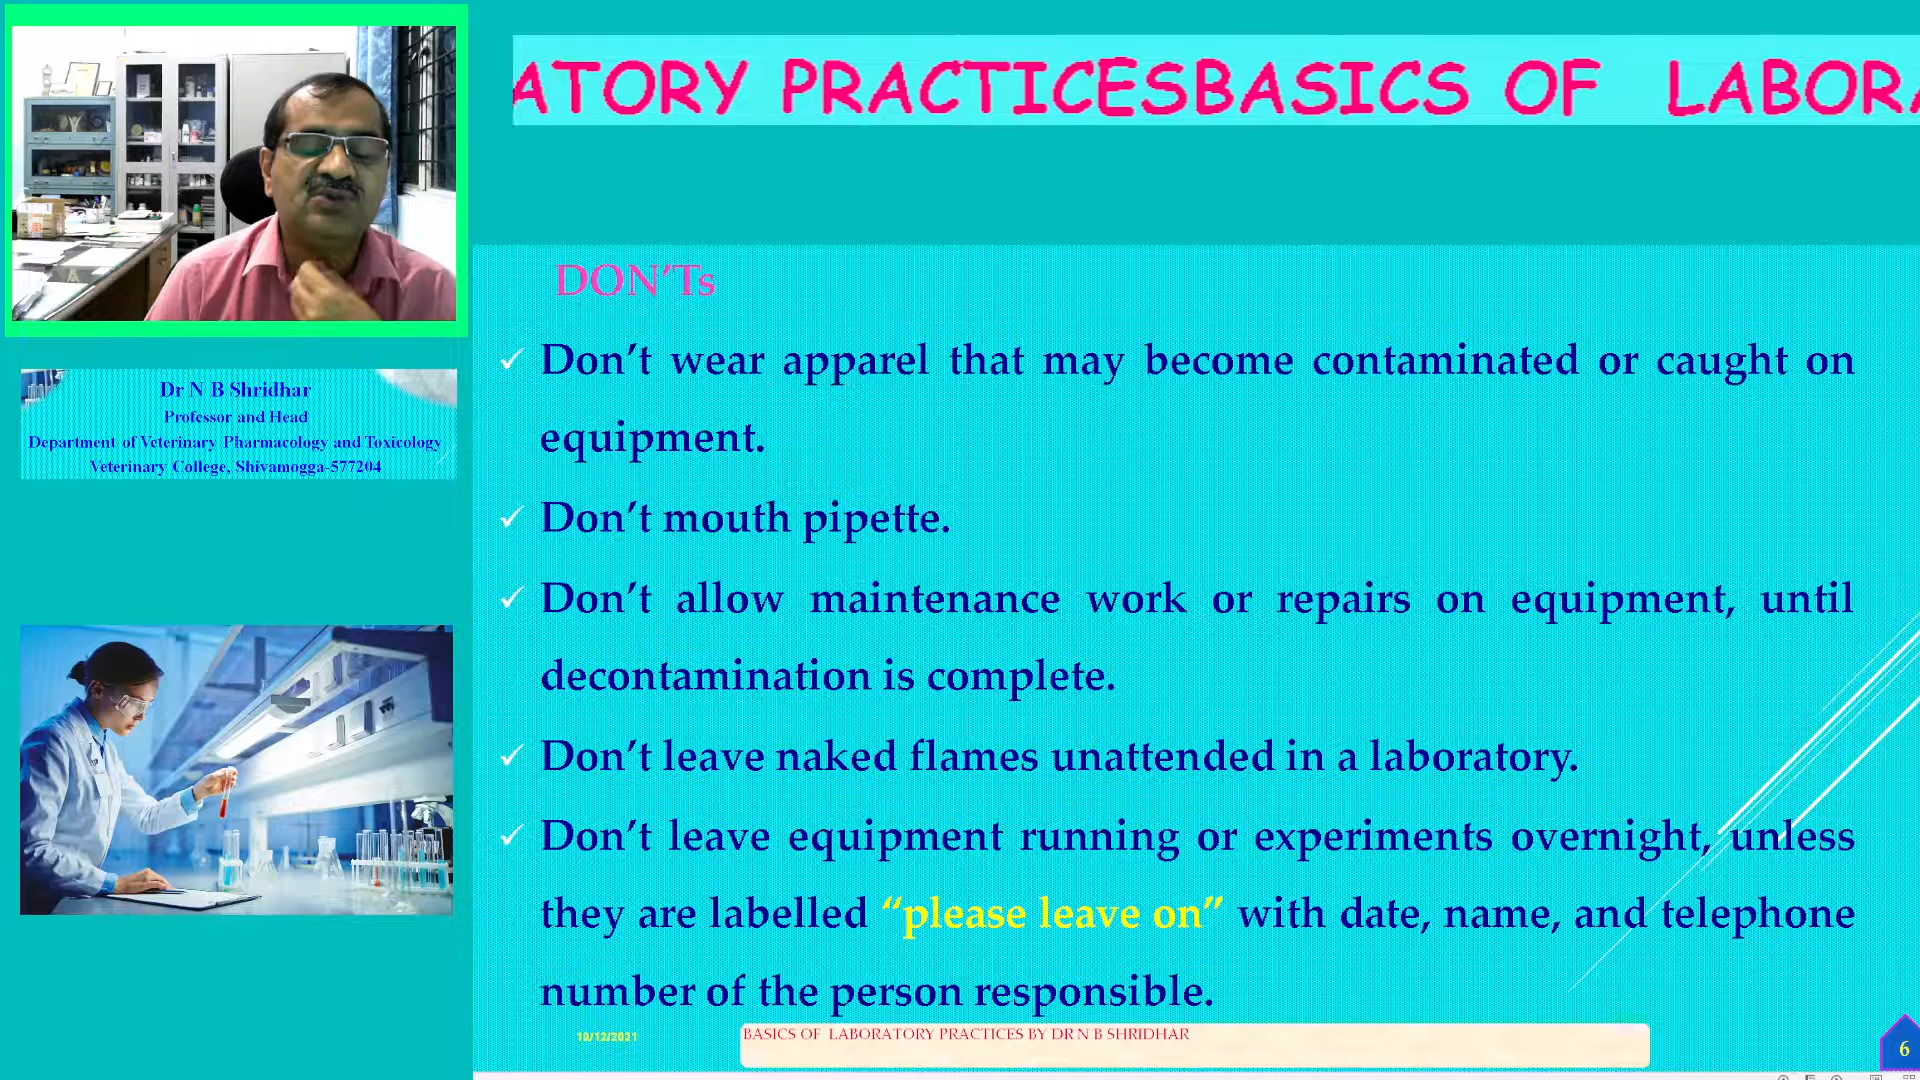 ATORY PRACTICESBASICS OF LABORA
Dr N B Shridhar
Professor and Head
Department of Veterinary Pharmacology and Toxicology
Veterinary College, Shivamogga-577204
DON’Ts
Don’t wear apparel that may become contaminated or caught on
equipment.
Don’t mouth pipette.
Don’t allow maintenance work or repairs on equipment, until
decontamination is complete.
Don’t leave naked flames unattended in a laboratory.
Don’t leave equipment running or experiments overnight, unless
they are labelled “please leave on” with date, name, and telephone
number of the person responsible.
10/12/2021
BASICS OF LABORATORY PRACTICES BY DR N B SHRIDHAR
6